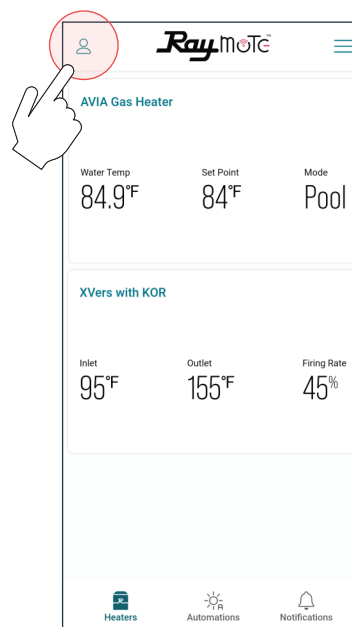 RayMOTE™
AVIA Gas Heater
Water Temp Set Point Mode
84.9°F 84°F Pool
XVers with KOR
Inlet Outlet Firing Rate
95°F 155°F 45%
Heaters Automations Notifications